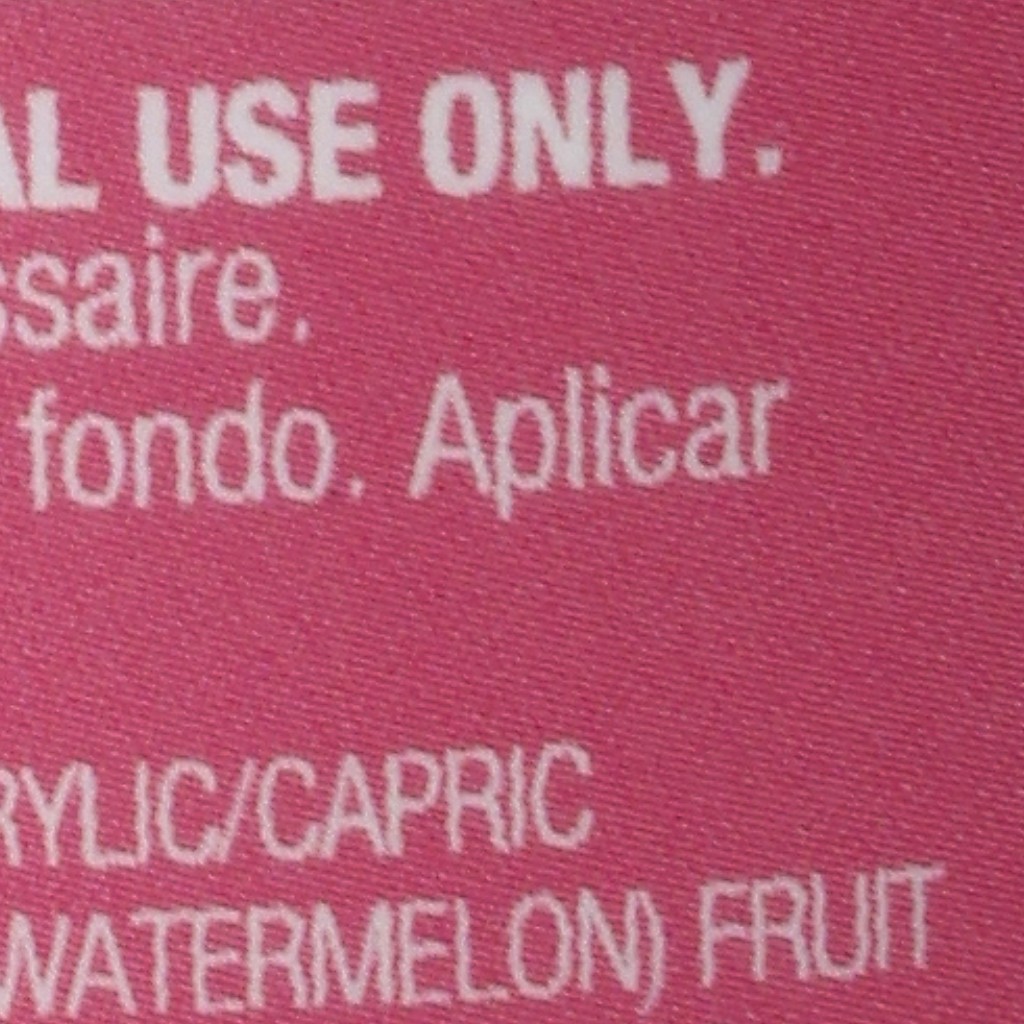 AL USE ONLY.
ssaire.
fondo. Aplicar
RYLIC/CAPRIC
WATERMELON) FRUIT